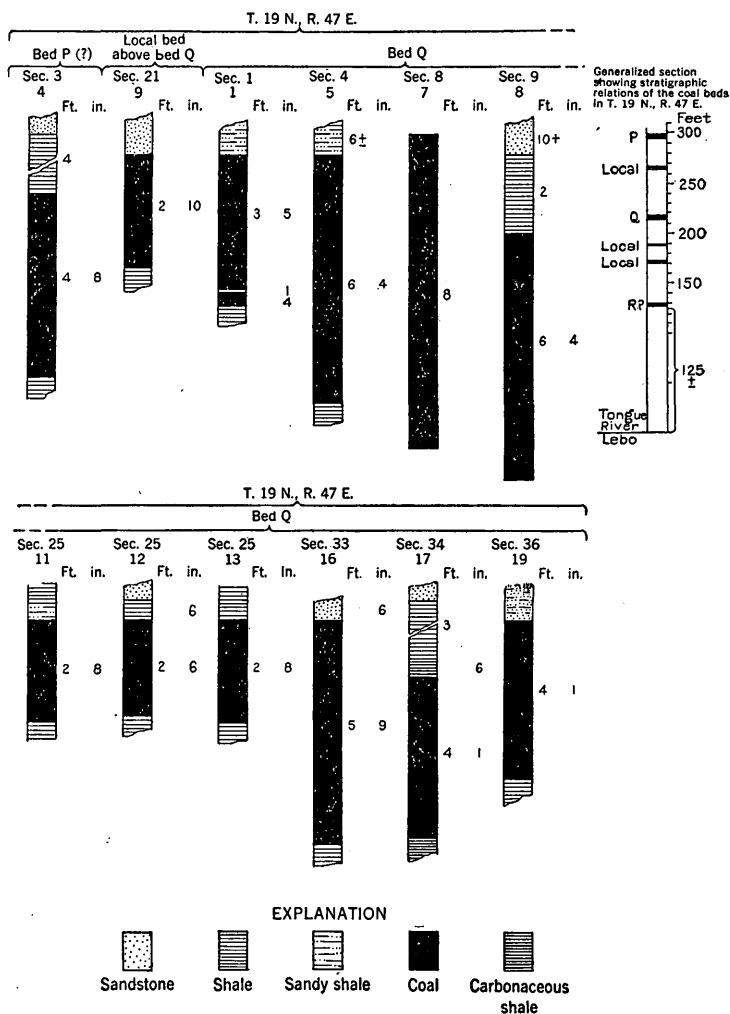 T. 19 N., R. 47 E.
Bed P (?)
Local bed
above bed Q
Bed Q
Sec. 3
4
Ft. in.
4
4 8
Sec. 21
9
Ft. in.
2 10
Sec. 1
1
Ft. in.
3 5
1
4
Sec. 4
5
Ft. in.
6±
6 4
Sec. 8
7
Ft. in.
8
Sec. 9
8
Ft. in.
10+
2
6 4
Generalized section
showing stratigraphic
relations of the coal beds
in T. 19 N., R. 47 E.
Feet
P 300
Local
250
Q
200
Local
Local
150
R?
125
±
Tongue
River
Lebo
T. 19 N., R. 47 E.
Bed Q
Sec. 25
11
Ft. in.
2 8
Sec. 25
12
Ft. in.
6
2 6
Sec. 25
13
Ft. In.
2 8
Sec. 33
16
Ft. in.
6
5 9
Sec. 34
17
Ft. in.
3
6
4 1
Sec. 36
19
Ft. in.
4 1
EXPLANATION
Sandstone
Shale
Sandy shale
Coal
Carbonaceous
shale